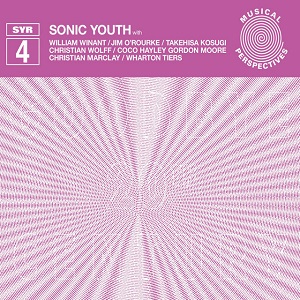 SYR
4
SONIC YOUTH with
WILLIAM WINANT / JIM O'ROURKE / TAKEHISA KOSUGI
CHRISTIAN WOLFF / COCO HAYLEY GORDON MOORE
CHRISTIAN MARCLAY / WHARTON TIERS
MUSICAL
PERSPECTIVES